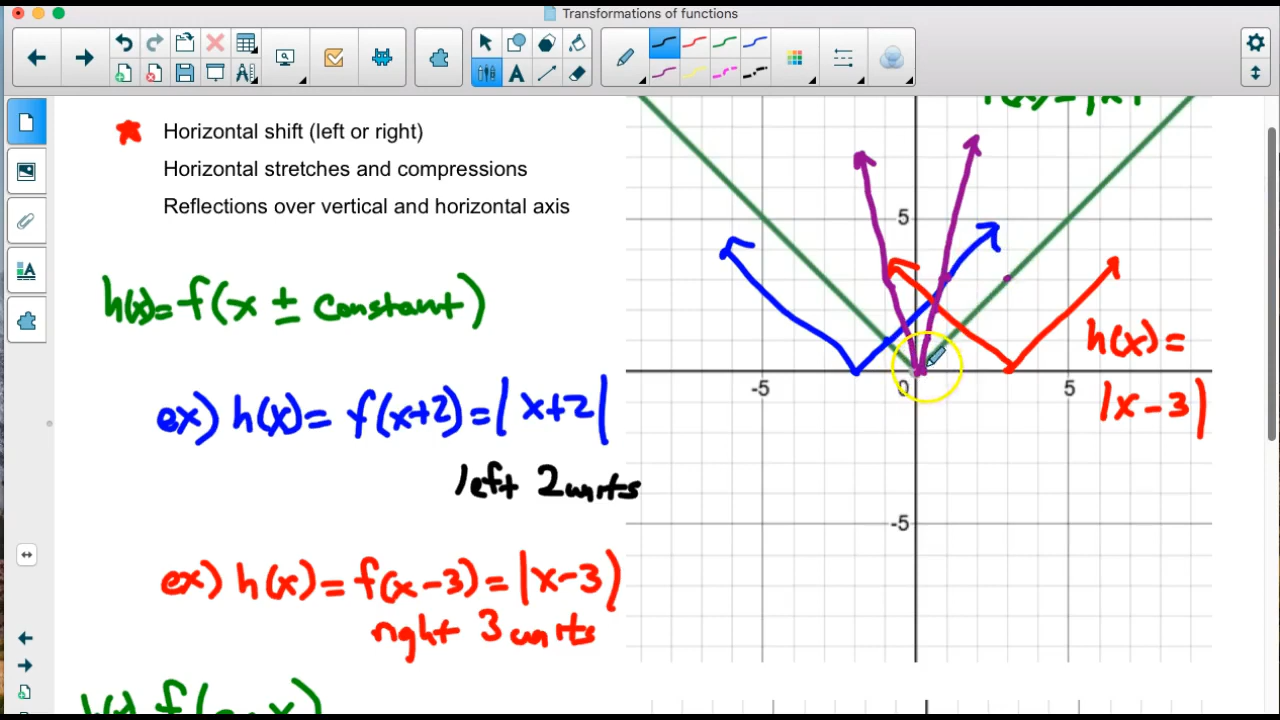 Transformations of functions
Horizontal shift (left or right)
Horizontal stretches and compressions
Reflections over vertical and horizontal axis
h(x)= f(x ± constant)
ex) h(x)= f(x+2)=|x+2|
left 2 units
ex) h(x)= f(x-3)=|x-3|
right 3 units
5
-5
0
5
-5
h(x)=
|x-3|